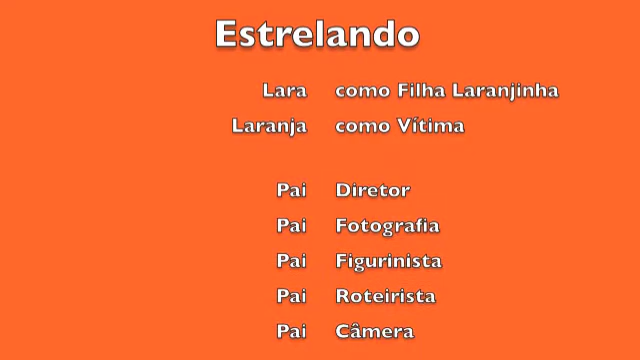 Estrelando
Lara como Filha Laranjinha
Laranja como Vítima
Pai Diretor
Pai Fotografia
Pai Figurinista
Pai Roteirista
Pai Câmera